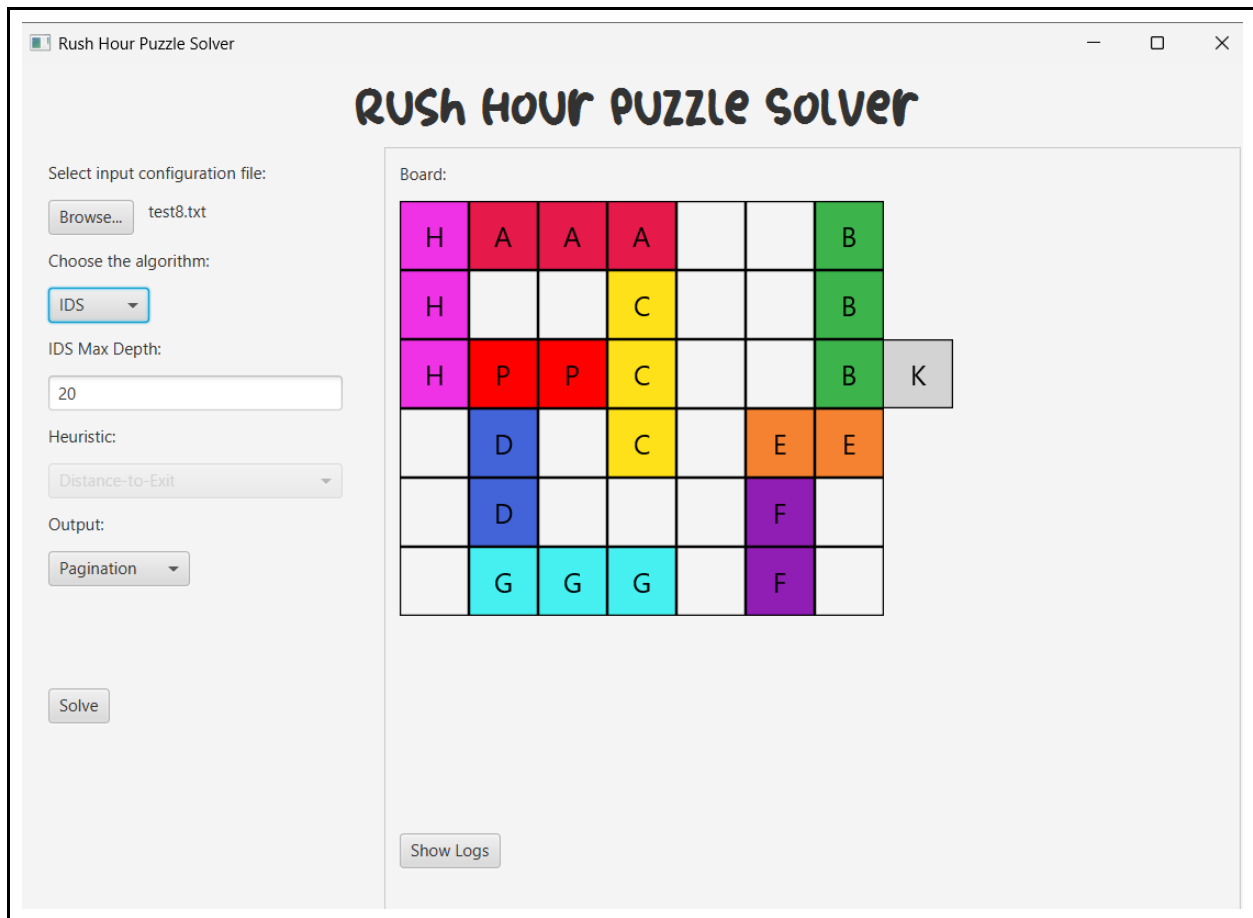 Rush Hour Puzzle Solver
Rush Hour Puzzle Solver
Select input configuration file:
Browse... test8.txt
Choose the algorithm:
IDS
IDS Max Depth:
20
Heuristic:
Distance-to-Exit
Output:
Pagination
Solve
Board:
H A A A B
H C B
H P P C B K
D C E E
D F
G G G F
Show Logs